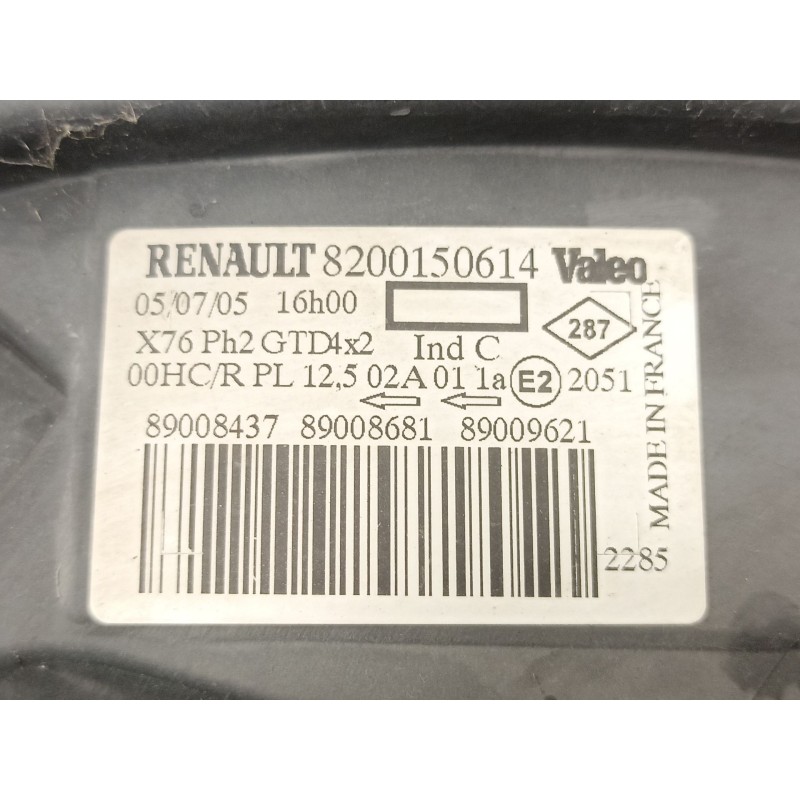 RENAULT 8200150614 Valeo
05/07/05 16h00
287
X76 Ph2 GTD4x2 Ind C
00HC/R PL 12,5 02A 01 1a E2 2051
89008437 89008681 89009621
2285
MADE IN FRANCE